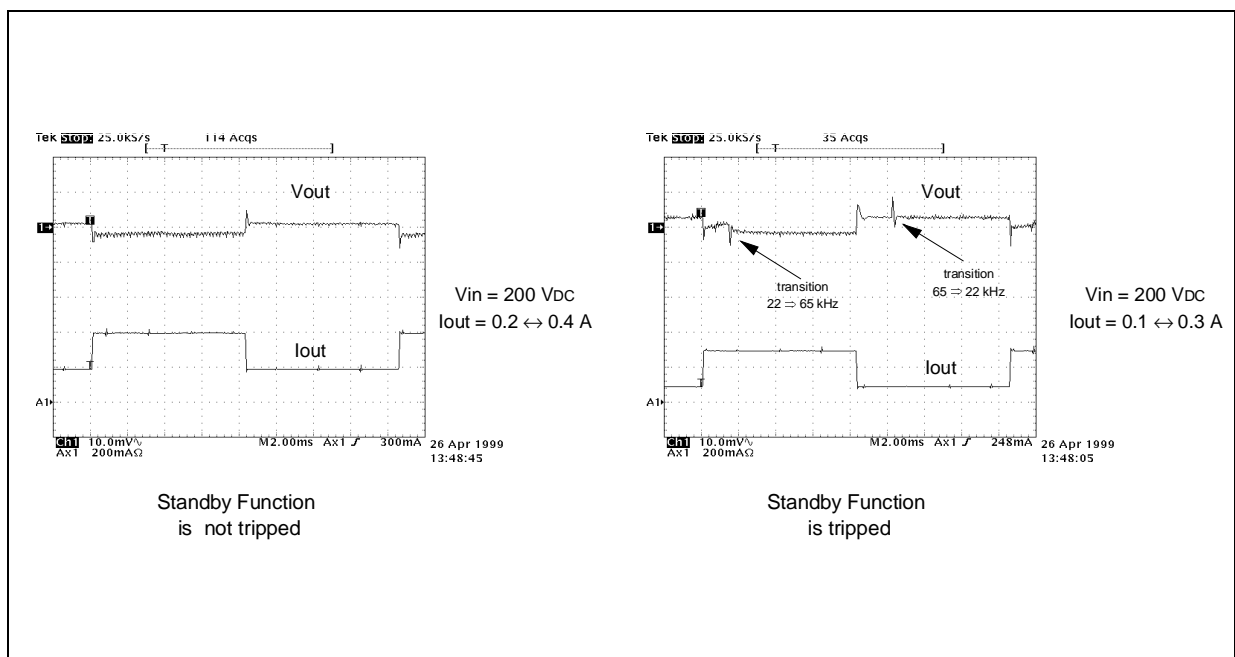 Tek Stop: 25.0kS/s 114 Acqs
T
Vout
T
1
Iout
T
A1
Ch1 10.0mV M2.00ms Ax1 300mA
Ax1 200mAΩ
26 Apr 1999
13:48:45
Vin = 200 VDC
Iout = 0.2 ↔ 0.4 A
Standby Function
is not tripped
Tek Stop: 25.0kS/s 35 Acqs
T
Vout
T
1
transition
22 ⇒ 65 kHz
transition
65 ⇒ 22 kHz
Iout
T
A1
Ch1 10.0mV M2.00ms Ax1 248mA
Ax1 200mAΩ
26 Apr 1999
13:48:05
Vin = 200 VDC
Iout = 0.1 ↔ 0.3 A
Standby Function
is tripped